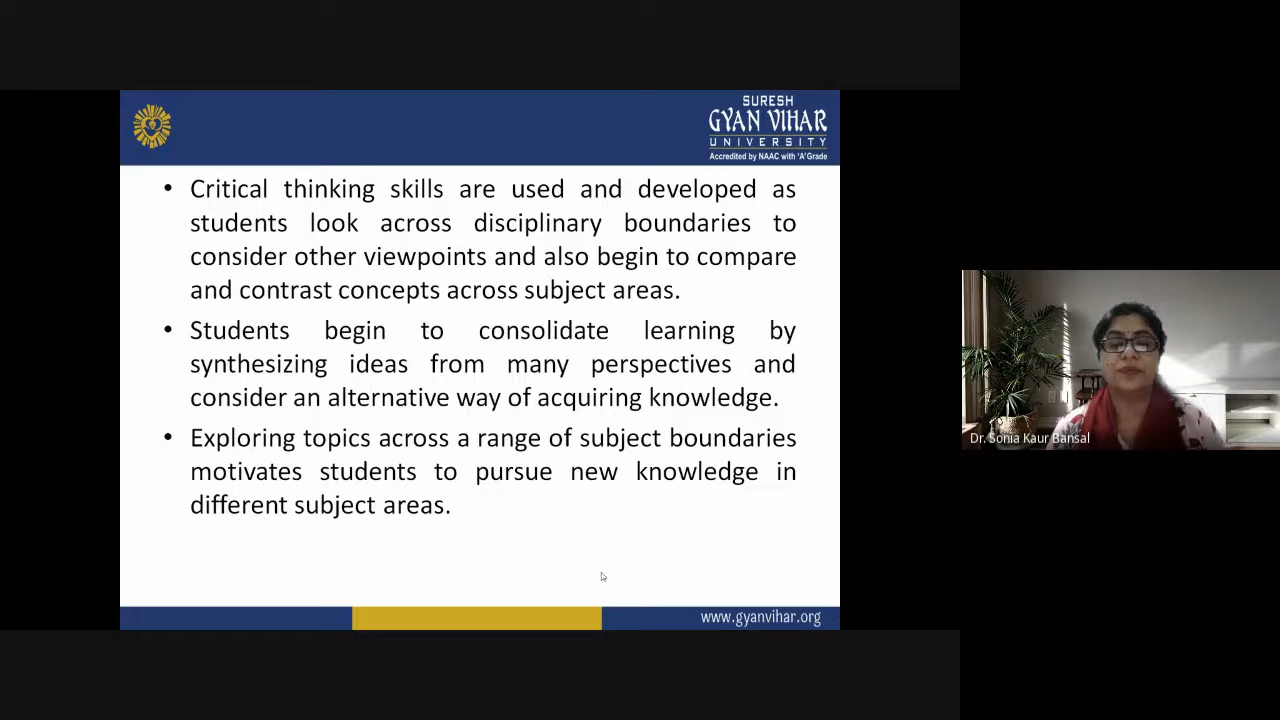 SURESH
GYAN VIHAR
UNIVERSITY
Accredited by NAAC with 'A'Grade
• Critical thinking skills are used and developed as
students look across disciplinary boundaries to
consider other viewpoints and also begin to compare
and contrast concepts across subject areas.
• Students begin to consolidate learning by
synthesizing ideas from many perspectives and
consider an alternative way of acquiring knowledge.
• Exploring topics across a range of subject boundaries
motivates students to pursue new knowledge in
different subject areas.
www.gyanvihar.org
Dr. Sonia Kaur Bansal